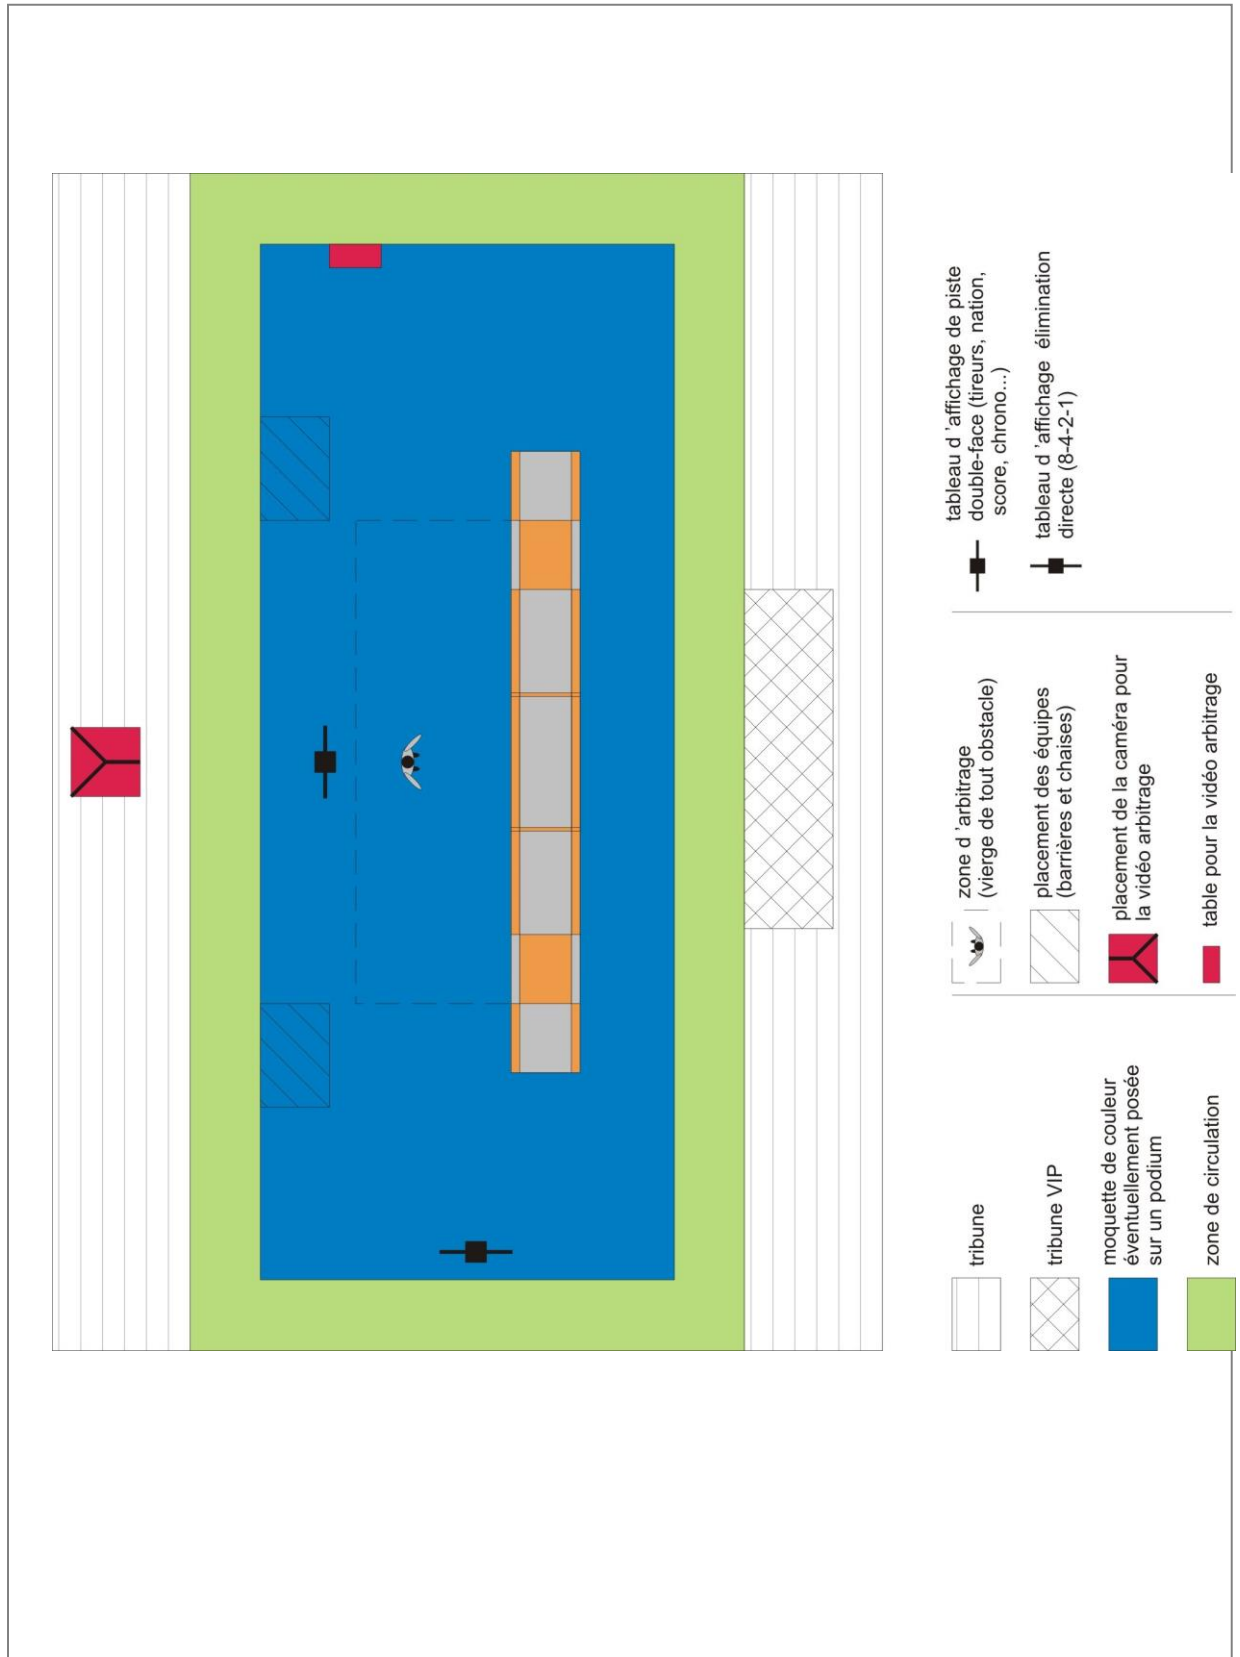 tribune
tribune VIP
moquette de couleur
éventuellement posée
sur un podium
zone de circulation
zone d 'arbitrage
(vierge de tout obstacle)
placement des équipes
(barrières et chaises)
placement de la caméra pour
la vidéo arbitrage
table pour la vidéo arbitrage
tableau d 'affichage de piste
double-face (tireurs, nation,
score, chrono...)
tableau d 'affichage élimination
directe (8-4-2-1)